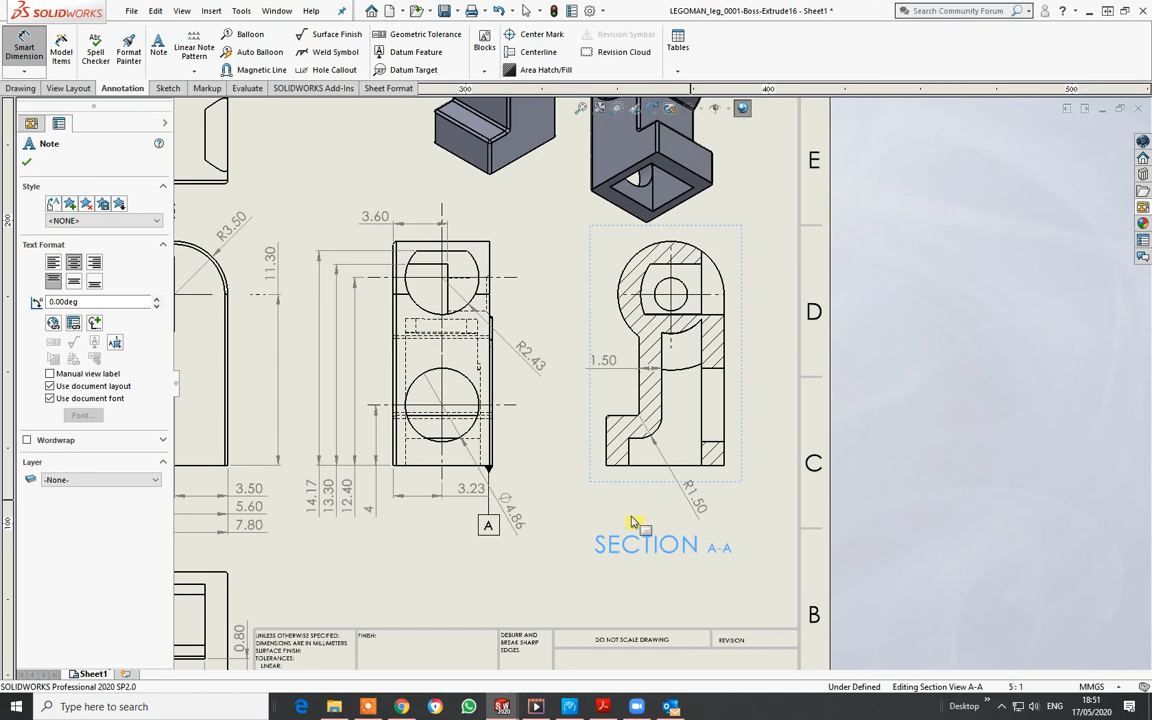 SOLIDWORKS
File Edit View Insert Tools Window Help
LEGOMAN_leg_0001-Boss-Extrude16 - Sheet1 *
Search Community Forum
Smart Dimension
Model Items
Spell Checker
Format Painter
Note
Linear Note Pattern
Balloon
Auto Balloon
Magnetic Line
Surface Finish
Weld Symbol
Hole Callout
Geometric Tolerance
Datum Feature
Datum Target
Blocks
Center Mark
Centerline
Area Hatch/Fill
Revision Symbol
Revision Cloud
Tables
Drawing View Layout Annotation Sketch Markup Evaluate SOLIDWORKS Add-Ins Sheet Format
300 400 500
200
100
Note
Style
<NONE>
Text Format
0.00deg
Manual view label
Use document layout
Use document font
Font...
Wordwrap
Layer
-None-
E
D
C
B
R3.50
11.30
3.60
R2.43
1.50
14.17
13.30
12.40
4
3.23
Ø4.86
R1.50
3.50
5.60
7.80
A
SECTION A-A
0.80
UNLESS OTHERWISE SPECIFIED:
DIMENSIONS ARE IN MILLIMETERS
SURFACE FINISH:
TOLERANCES:
LINEAR:
FINISH:
DEBURR AND
BREAK SHARP
EDGES
DO NOT SCALE DRAWING
REVISION
Sheet1
SOLIDWORKS Professional 2020 SP2.0
Under Defined Editing Section View A-A 5 : 1 MMGS
Type here to search
Desktop
ENG
18:51
17/05/2020